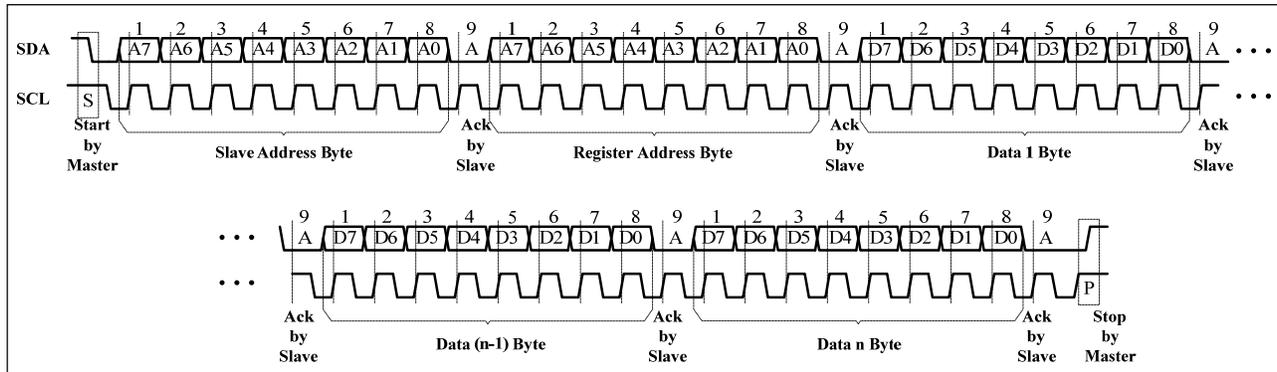 1 2 3 4 5 6 7 8 9 1 2 3 4 5 6 7 8 9 1 2 3 4 5 6 7 8 9
SDA A7 A6 A5 A4 A3 A2 A1 A0 A A7 A6 A5 A4 A3 A2 A1 A0 A D7 D6 D5 D4 D3 D2 D1 D0 A • • •
SCL S • • •
Start by Master
Slave Address Byte
Ack by Slave
Register Address Byte
Ack by Slave
Data 1 Byte
Ack by Slave
9 1 2 3 4 5 6 7 8 9 1 2 3 4 5 6 7 8 9
• • • A D7 D6 D5 D4 D3 D2 D1 D0 A D7 D6 D5 D4 D3 D2 D1 D0 A
• • • P
Ack by Slave
Data (n-1) Byte
Ack by Slave
Data n Byte
Ack by Slave
Stop by Master